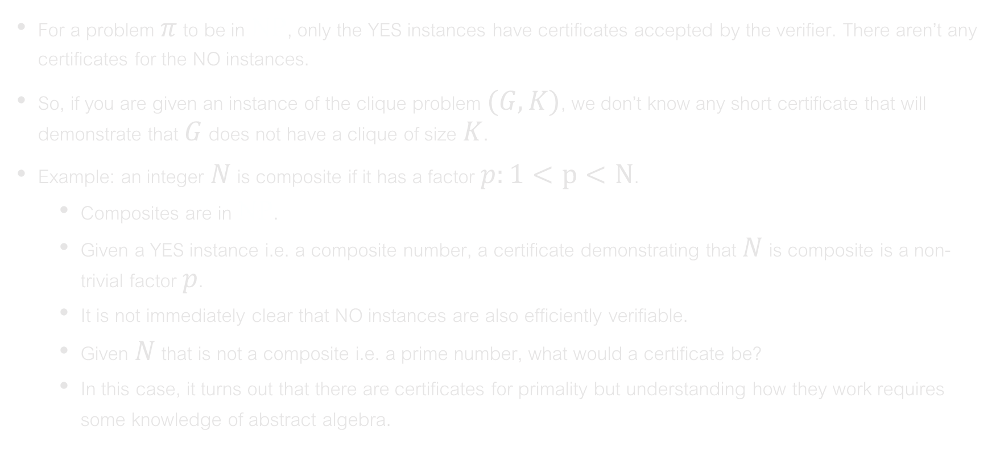 • For a problem π to be in , only the YES instances have certificates accepted by the verifier. There aren't any
certificates for the NO instances.
• So, if you are given an instance of the clique problem (G, K), we don't know any short certificate that will
demonstrate that G does not have a clique of size K.
• Example: an integer N is composite if it has a factor p: 1 < p < N.
• Composites are in .
• Given a YES instance i.e. a composite number, a certificate demonstrating that N is composite is a non-
trivial factor p.
• It is not immediately clear that NO instances are also efficiently verifiable.
• Given N that is not a composite i.e. a prime number, what would a certificate be?
• In this case, it turns out that there are certificates for primality but understanding how they work requires
some knowledge of abstract algebra.